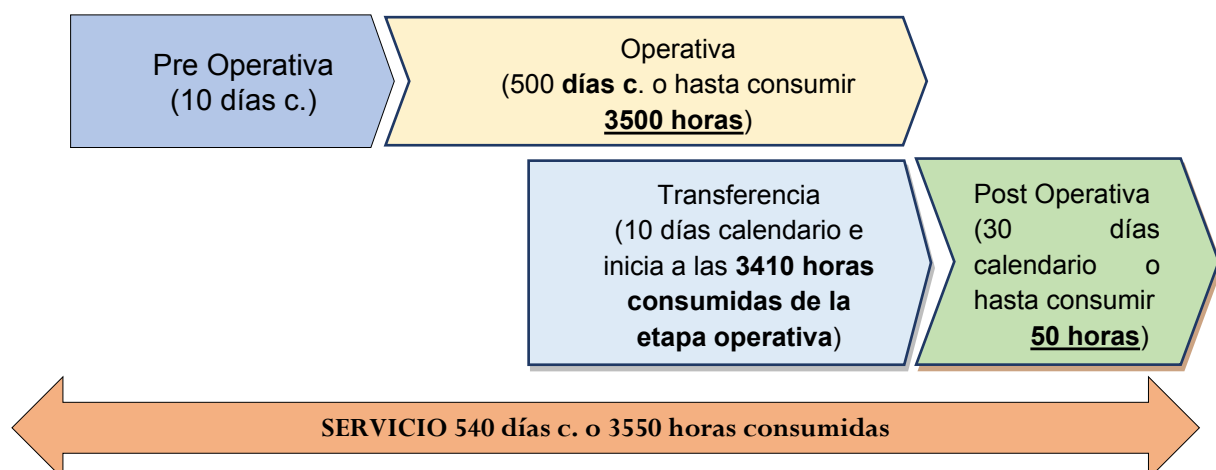 Pre Operativa
(10 días c.)
Operativa
(500 días c. o hasta consumir
3500 horas)
Transferencia
(10 días calendario e
inicia a las 3410 horas
consumidas de la
etapa operativa)
Post Operativa
(30 días
calendario o
hasta consumir
50 horas)
SERVICIO 540 días c. o 3550 horas consumidas